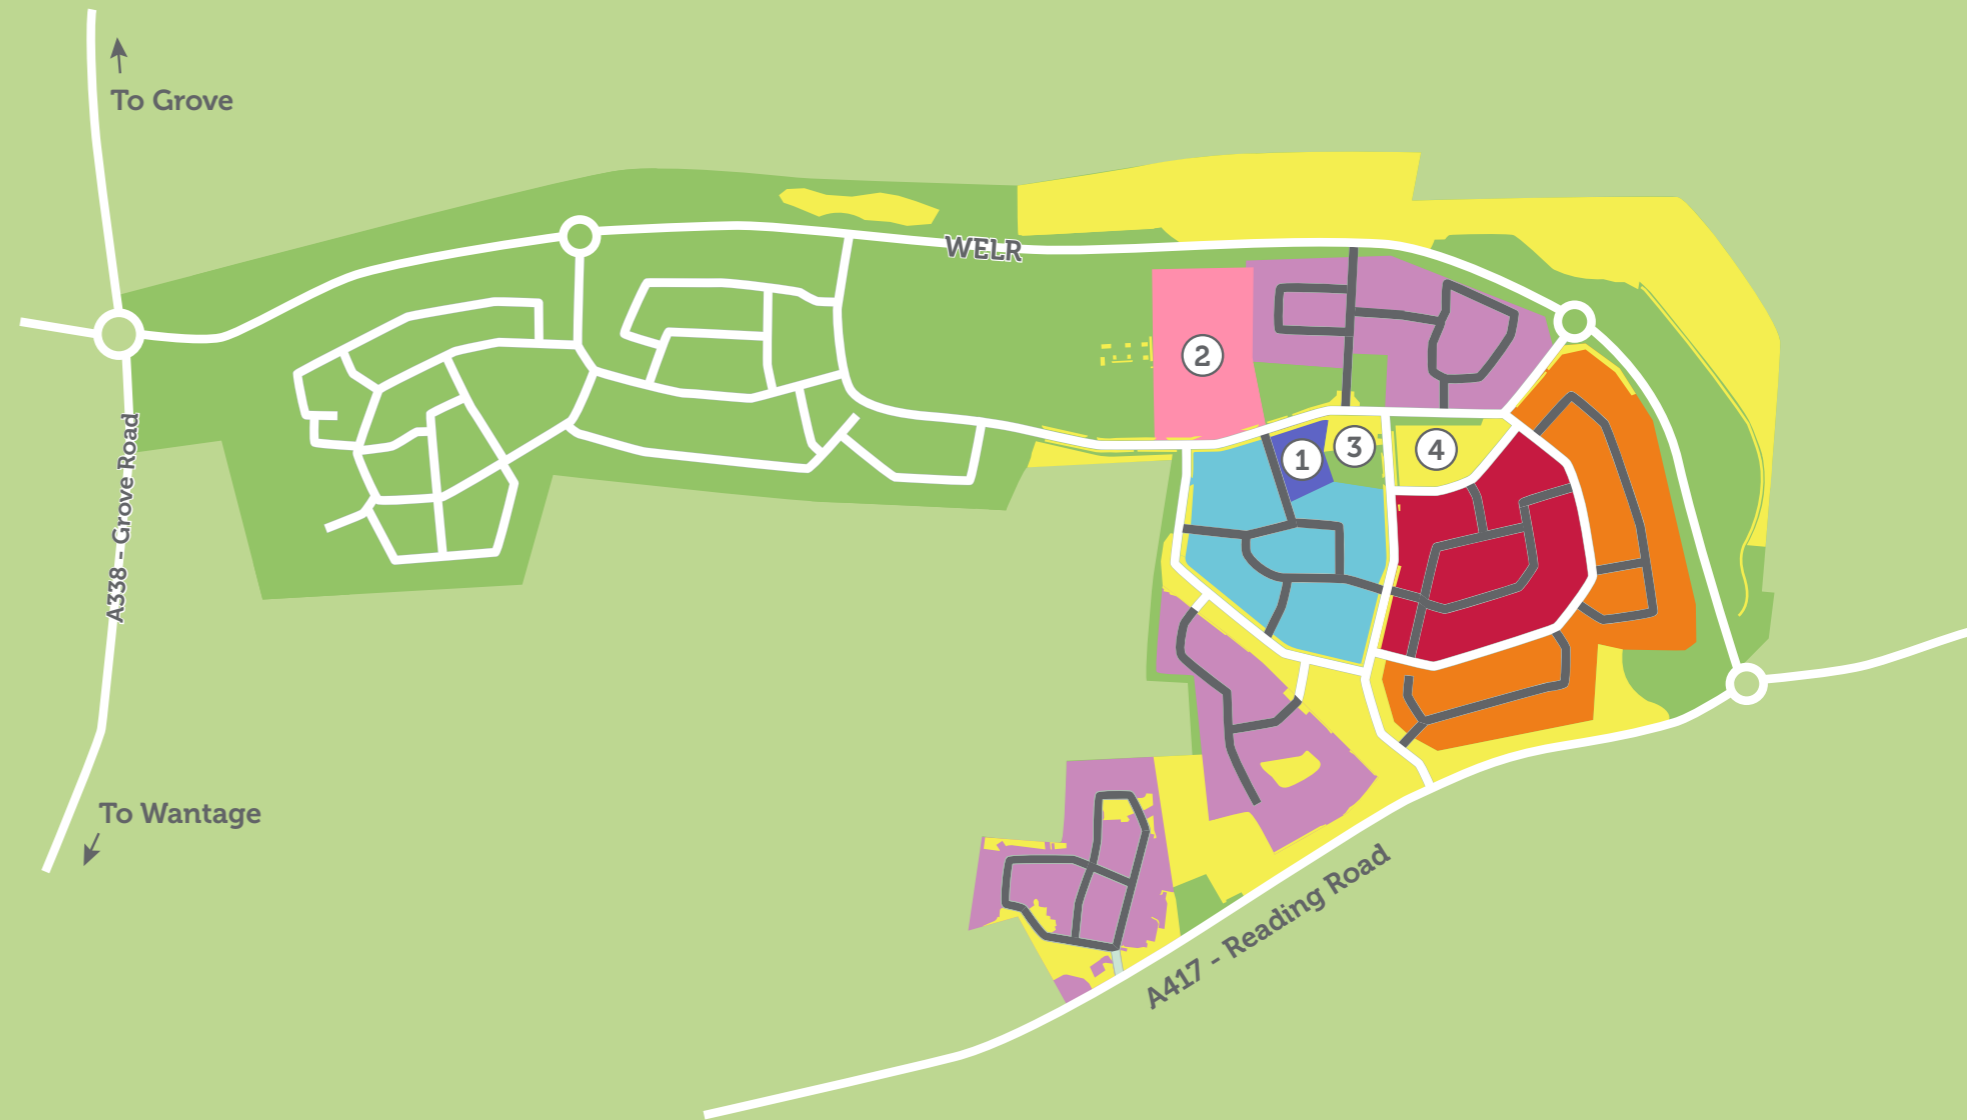 To Grove
WELR
2
3
4
1
A338 - Grove Road
To Wantage
A417 - Reading Road